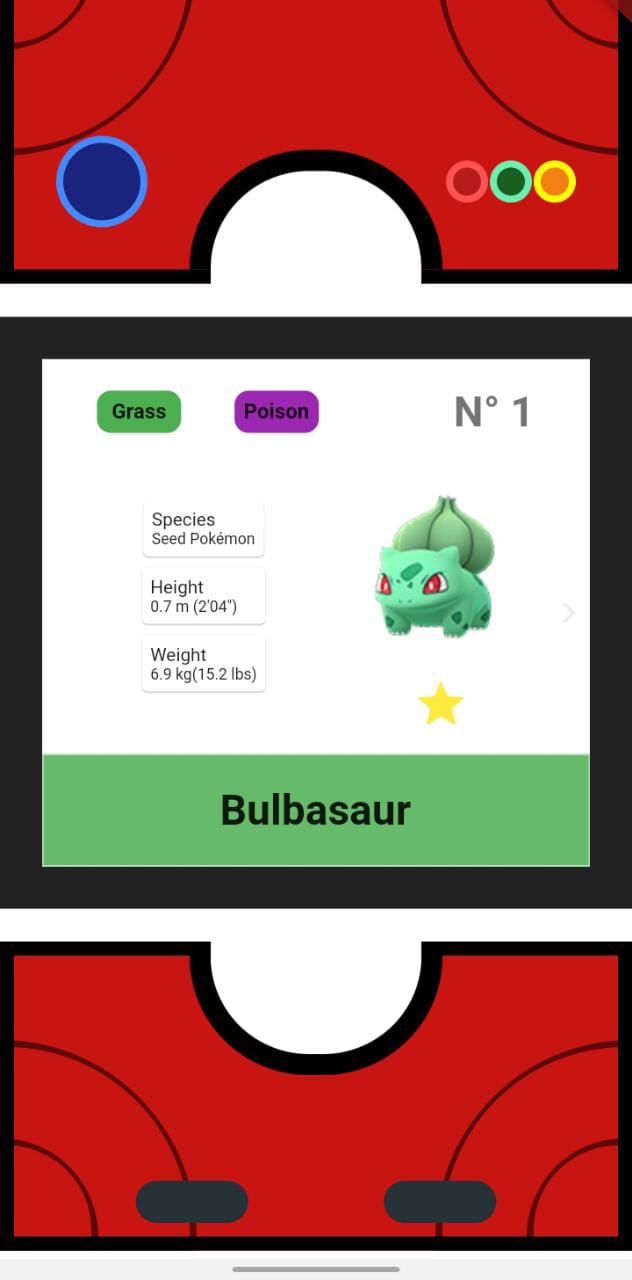 Grass Poison N° 1
Species
Seed Pokémon
Height
0.7 m (2'04")
Weight
6.9 kg(15.2 lbs)
Bulbasaur